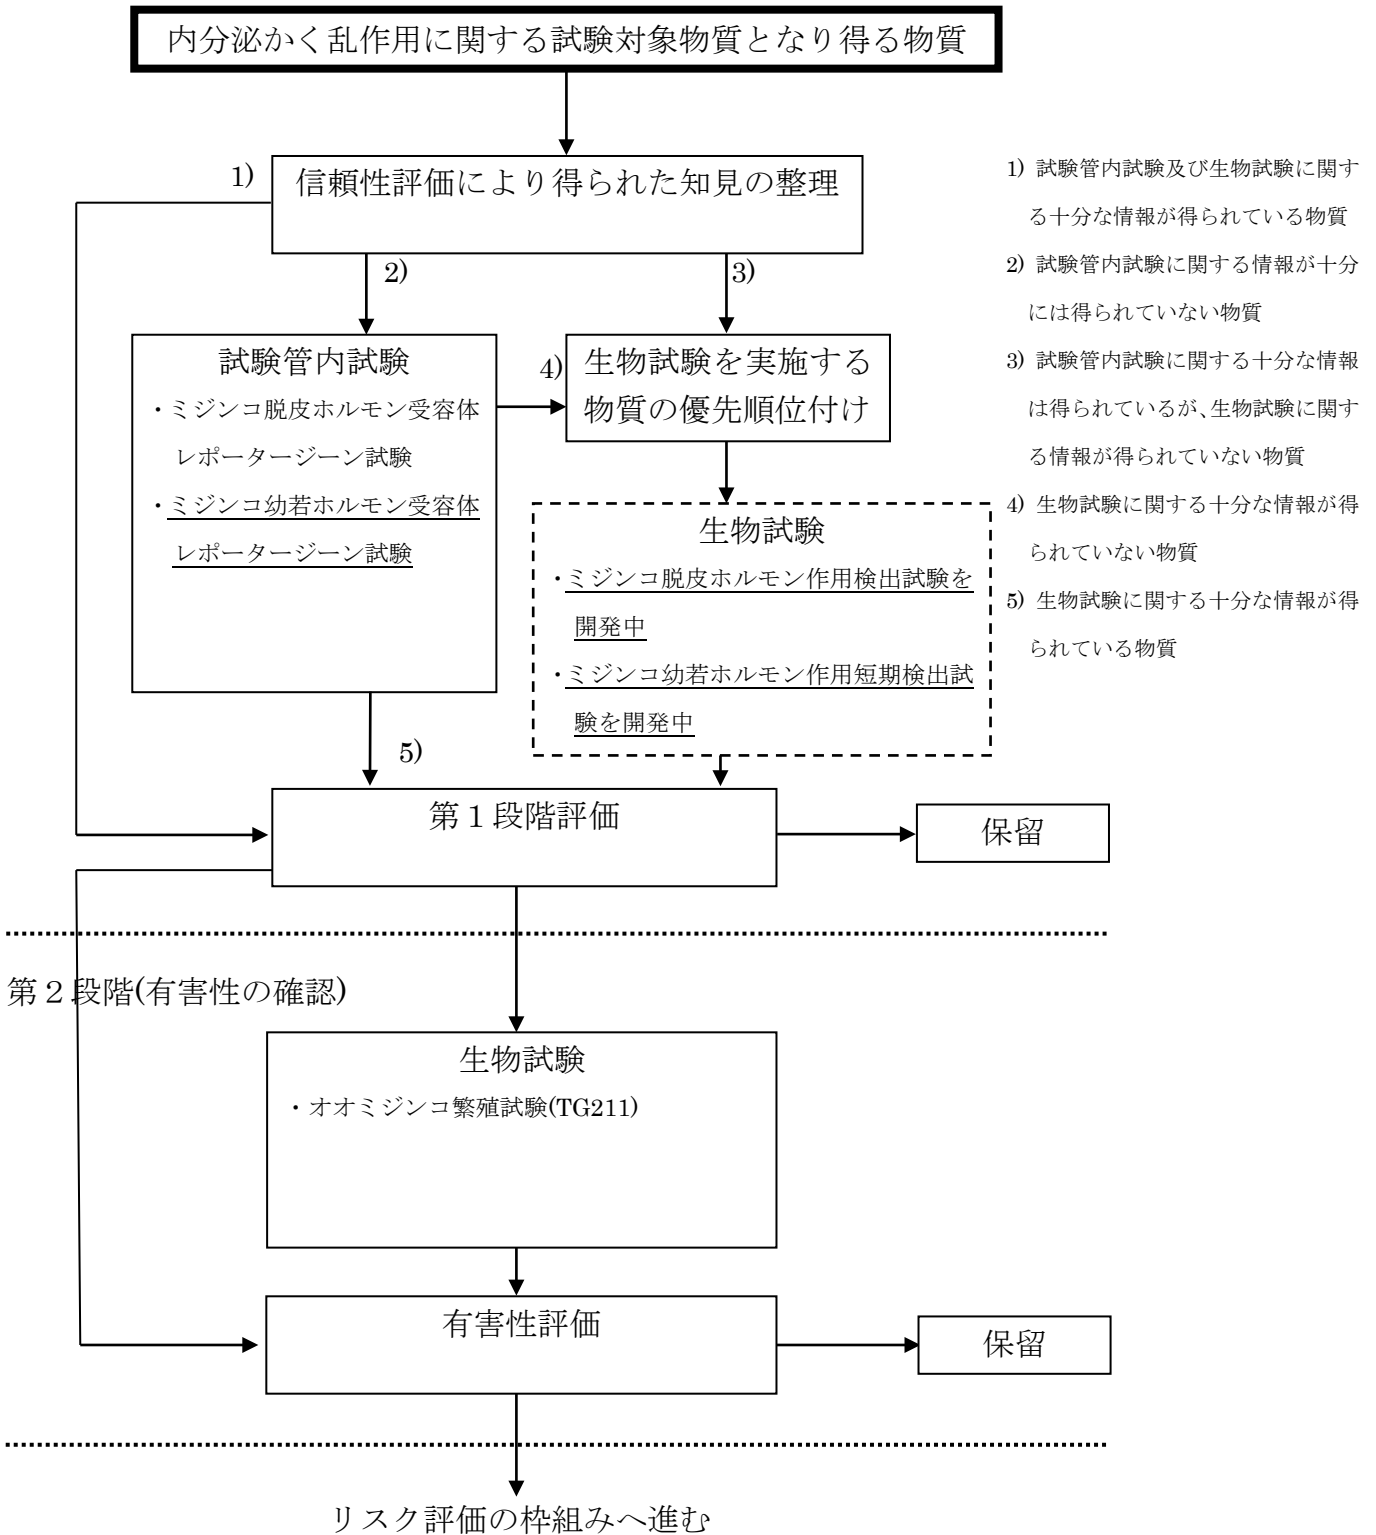 内分泌かく乱作用に関する試験対象物質となり得る物質
1)
信頼性評価により得られた知見の整理
2)
3)
試験管内試験
・ミジンコ脱皮ホルモン受容体
レポータージーン試験
・ミジンコ幼若ホルモン受容体
レポータージーン試験
4)
生物試験を実施する
物質の優先順位付け
生物試験
・ミジンコ脱皮ホルモン作用検出試験を
開発中
・ミジンコ幼若ホルモン作用短期検出試
験を開発中
1) 試験管内試験及び生物試験に関す
る十分な情報が得られている物質
2) 試験管内試験に関する情報が十分
には得られていない物質
3) 試験管内試験に関する十分な情報
は得られているが、生物試験に関す
る情報が得られていない物質
4) 生物試験に関する十分な情報が得
られていない物質
5) 生物試験に関する十分な情報が得
られている物質
5)
第１段階評価
保留
第２段階(有害性の確認)
生物試験
・オオミジンコ繁殖試験(TG211)
有害性評価
保留
リスク評価の枠組みへ進む